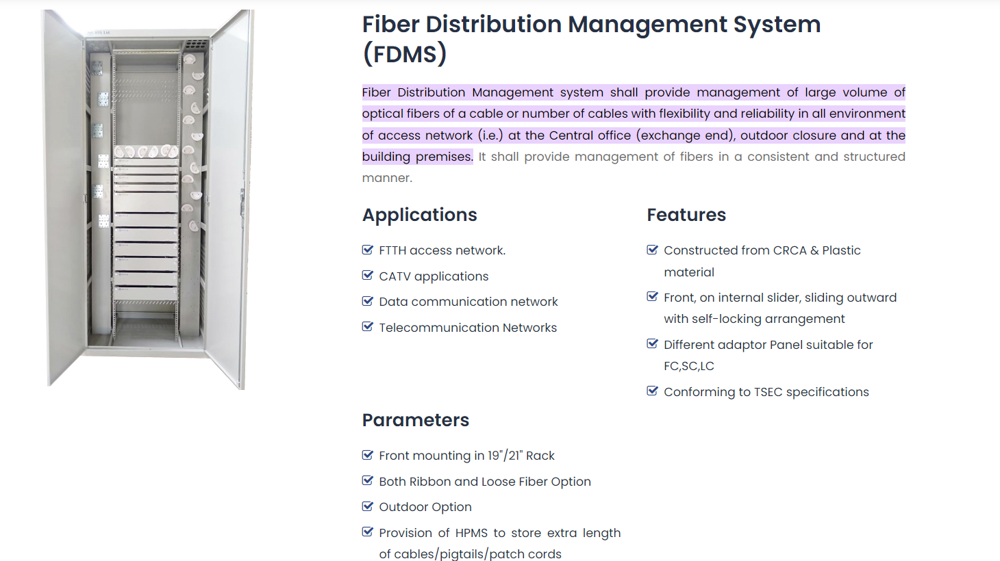 Fiber Distribution Management System
(FDMS)
Fiber Distribution Management system shall provide management of large volume of
optical fibers of a cable or number of cables with flexibility and reliability in all environment
of access network (i.e.) at the Central office (exchange end), outdoor closure and at the
building premises. It shall provide management of fibers in a consistent and structured
manner.
Applications
FTTH access network.
CATV applications
Data communication network
Telecommunication Networks
Features
Constructed from CRCA & Plastic
material
Front, on internal slider, sliding outward
with self-locking arrangement
Different adaptor Panel suitable for
FC,SC,LC
Conforming to TSEC specifications
Parameters
Front mounting in 19"/21" Rack
Both Ribbon and Loose Fiber Option
Outdoor Option
Provision of HPMS to store extra length
of cables/pigtails/patch cords